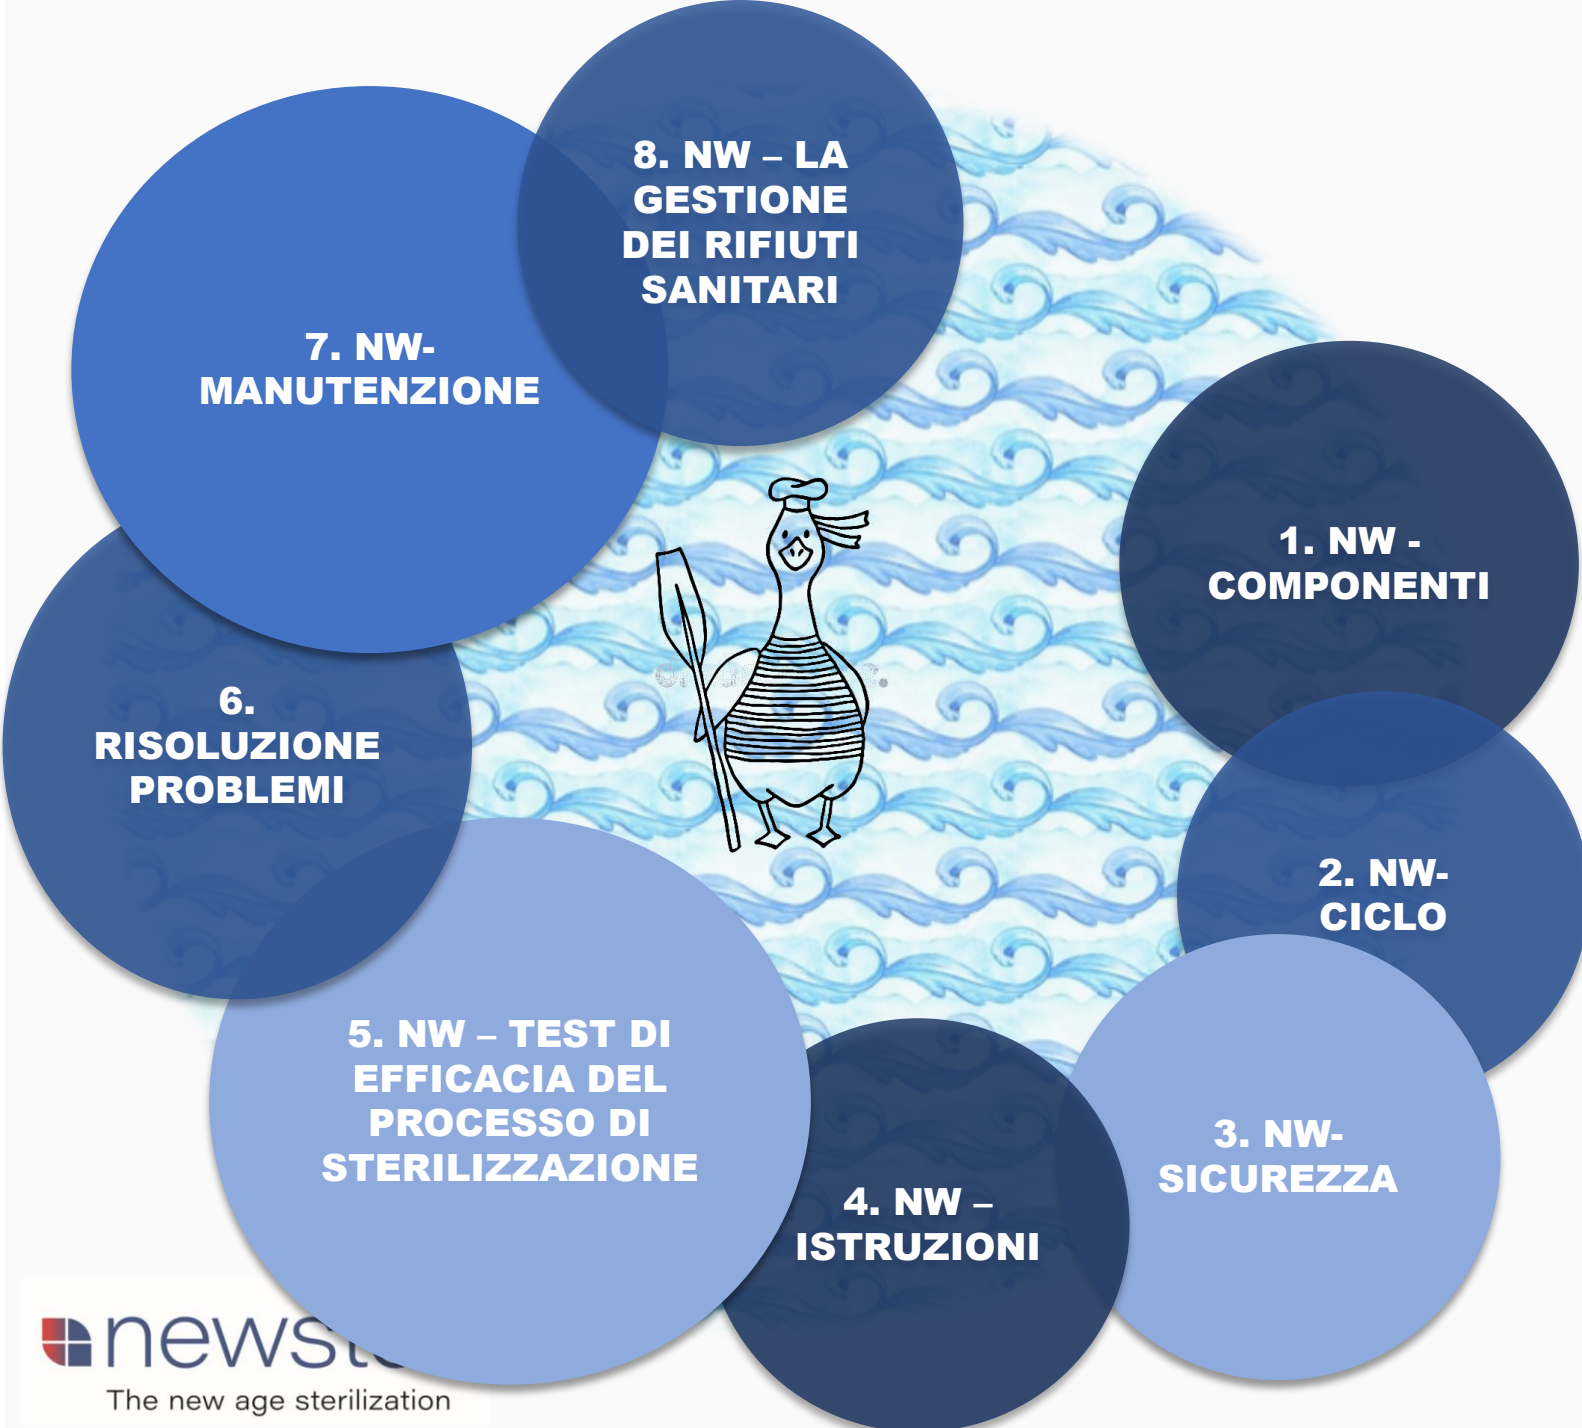 8. NW – LA
GESTIONE
DEI RIFIUTI
SANITARI
7. NW-
MANUTENZIONE
1. NW -
COMPONENTI
6.
RISOLUZIONE
PROBLEMI
2. NW-
CICLO
5. NW – TEST DI
EFFICACIA DEL
PROCESSO DI
STERILIZZAZIONE
3. NW-
SICUREZZA
4. NW –
ISTRUZIONI
The new age sterilization